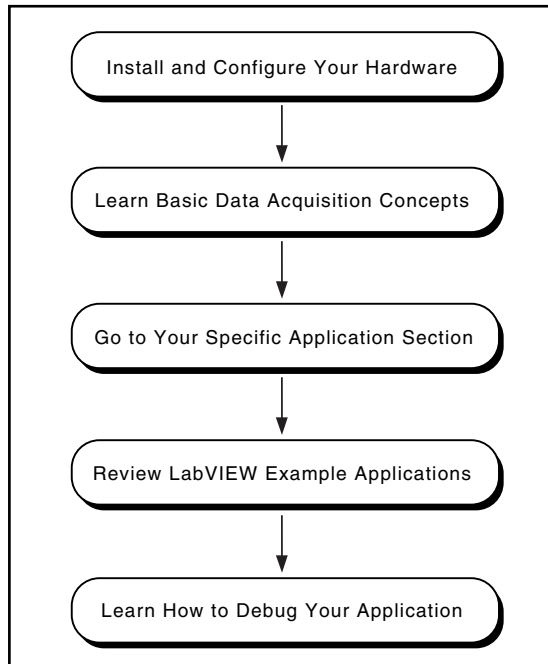 Install and Configure Your Hardware
Learn Basic Data Acquisition Concepts
Go to Your Specific Application Section
Review LabVIEW Example Applications
Learn How to Debug Your Application